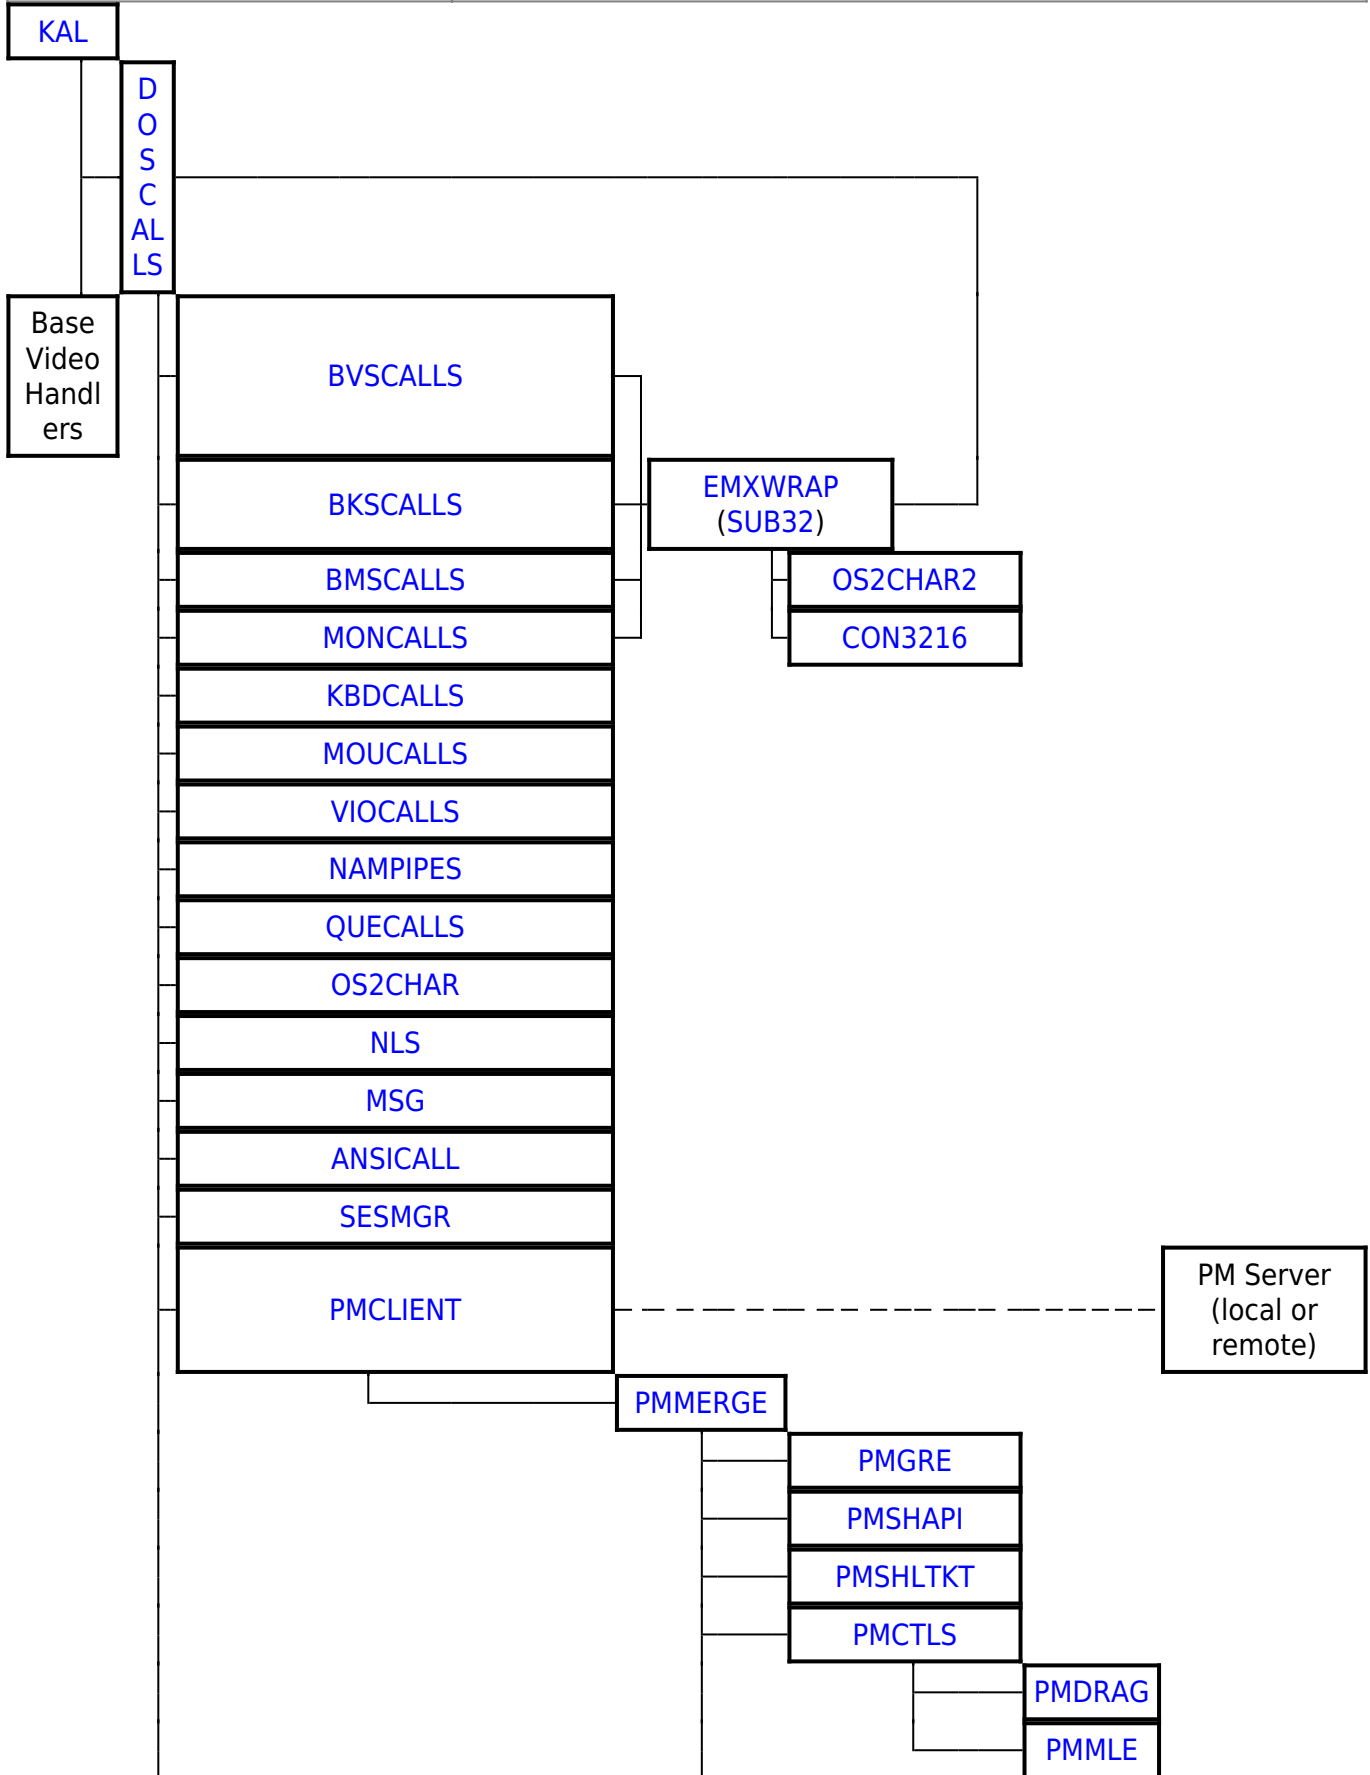 KAL
D
O
S
C
AL
LS
Base
Video
Handl
ers
BVSCALLS
BKSCALLS
EMXWRAP
(SUB32)
BMSCALLS
OS2CHAR2
MONCALLS
CON3216
KBDCALLS
MOUCALLS
VIOCALLS
NAMPIPES
QUECALLS
OS2CHAR
NLS
MSG
ANSICALL
SESMGR
PMCLIENT
PM Server
(local or
remote)
PMMERGE
PMGRE
PMSHAPI
PMSHLTKT
PMCTLS
PMDRAG
PMMLE